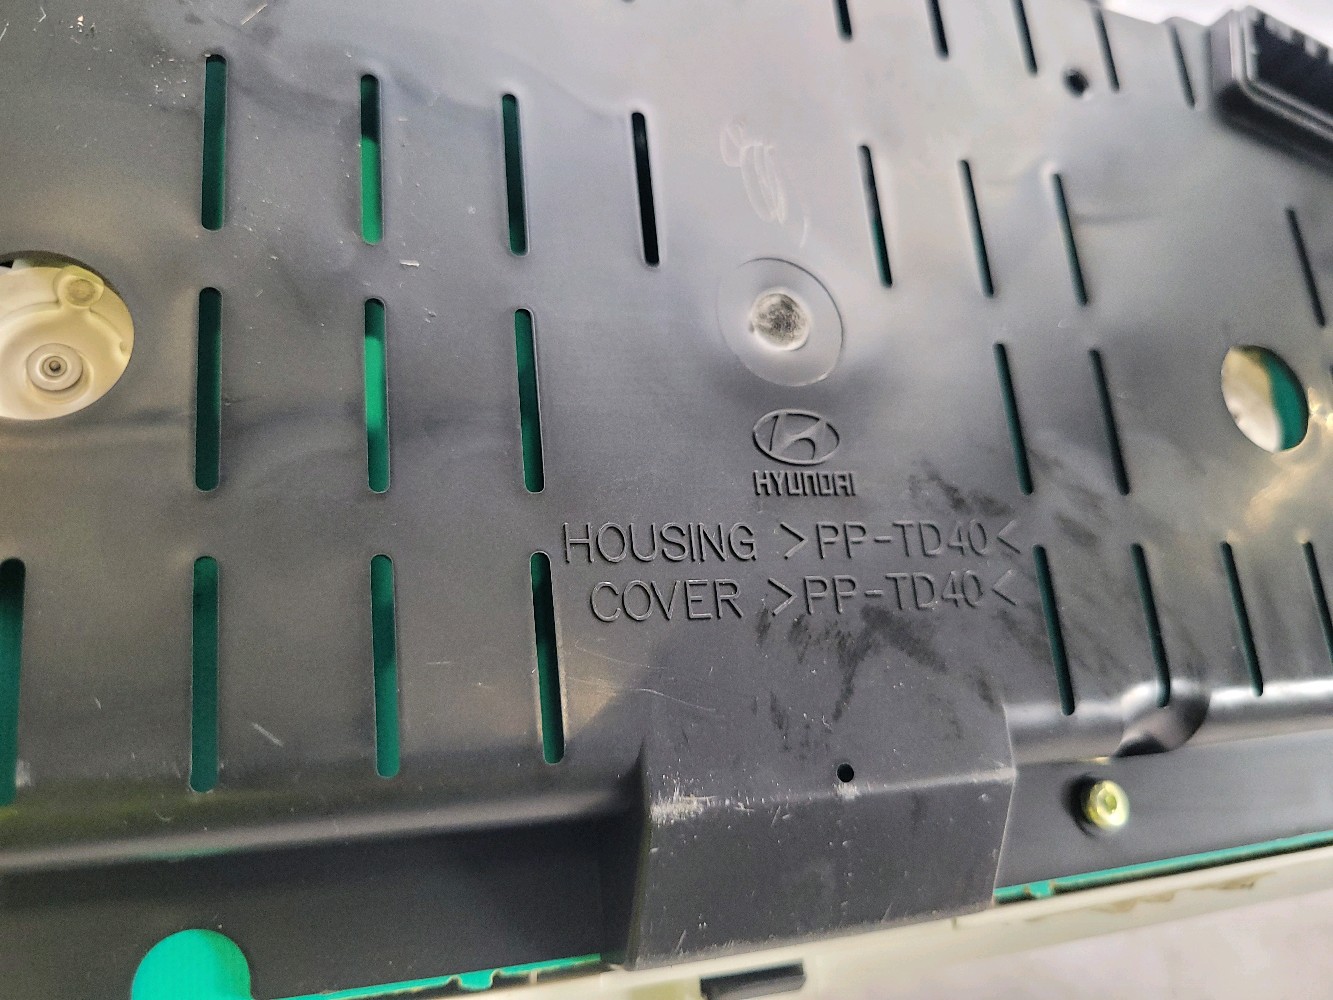 HYUNDAI
HOUSING >PP-TD40<
COVER >PP-TD40<